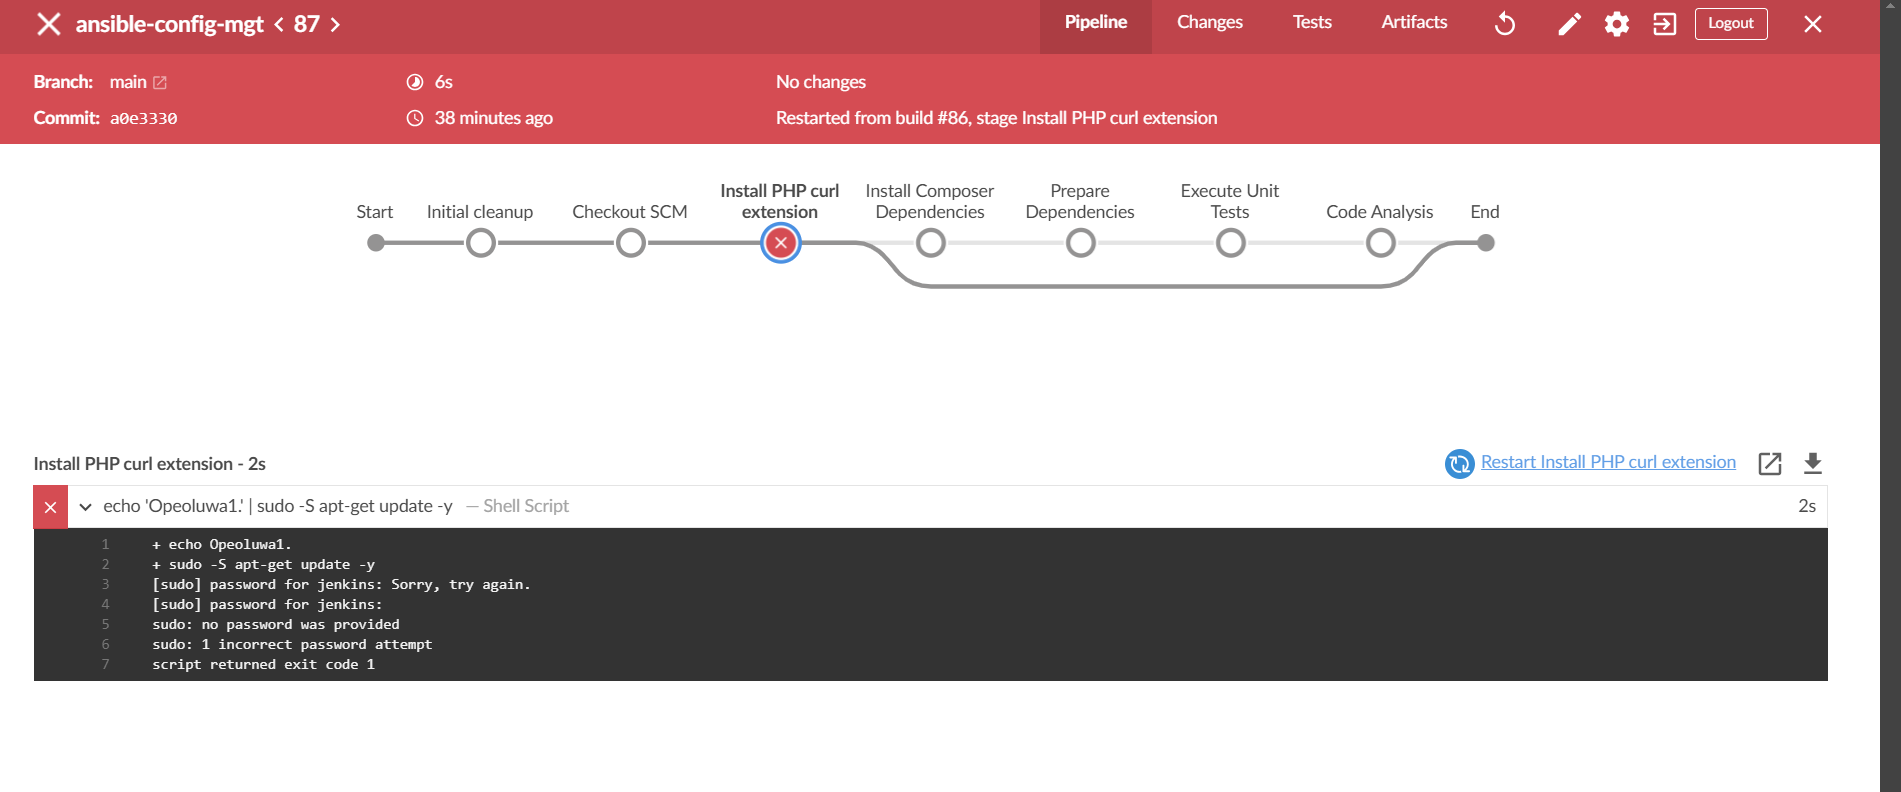 ansible-config-mgt < 87 >
Pipeline
Changes
Tests
Artifacts
Logout
Branch: main
6s
No changes
Commit: a0e3330
38 minutes ago
Restarted from build #86, stage Install PHP curl extension
Start
Initial cleanup
Checkout SCM
Install PHP curl
extension
Install Composer
Dependencies
Prepare
Dependencies
Execute Unit
Tests
Code Analysis
End
Install PHP curl extension - 2s
Restart Install PHP curl extension
echo 'Opeoluwa1.' | sudo -S apt-get update -y — Shell Script
2s
1 + echo Opeoluwa1.
2 + sudo -S apt-get update -y
3 [sudo] password for jenkins: Sorry, try again.
4 [sudo] password for jenkins:
5 sudo: no password was provided
6 sudo: 1 incorrect password attempt
7 script returned exit code 1